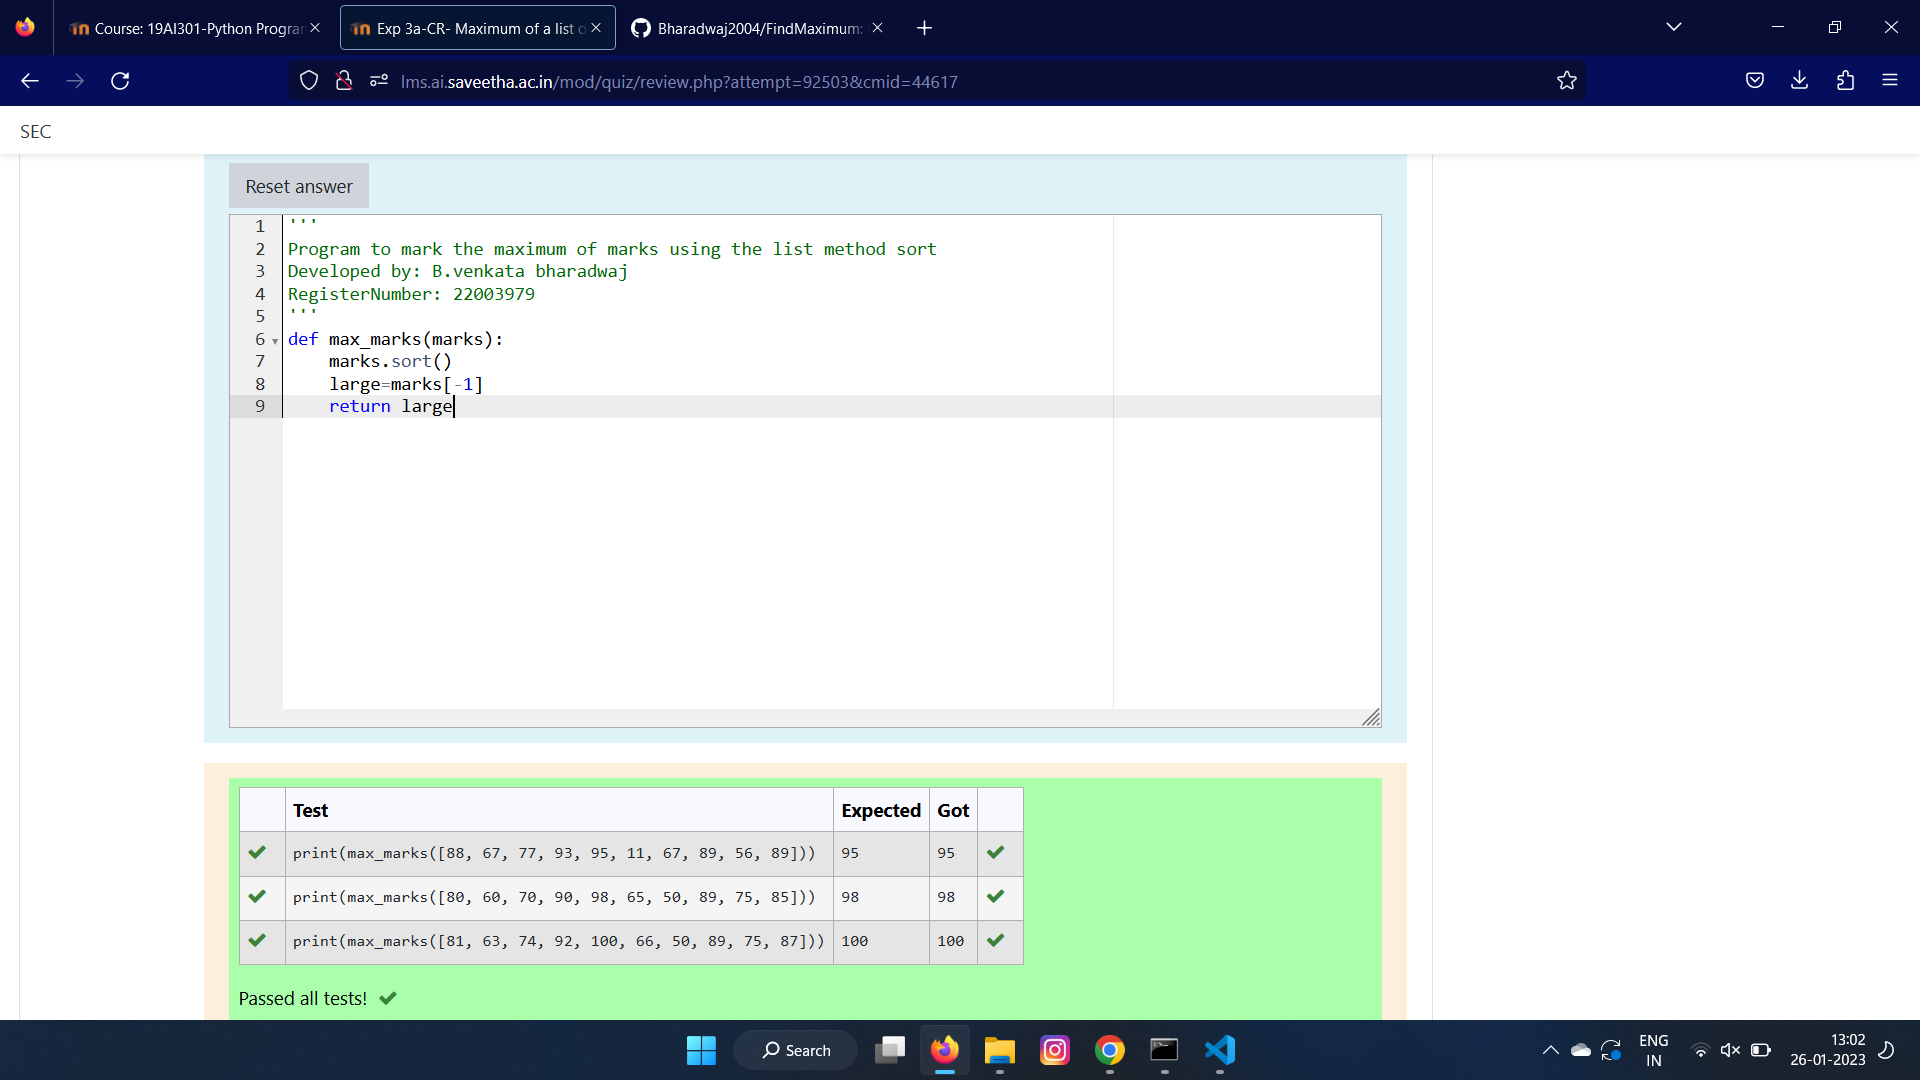 Course: 19AI301-Python Progran
Exp 3a-CR- Maximum of a list o
Bharadwaj2004/FindMaximum:
lms.ai.saveetha.ac.in/mod/quiz/review.php?attempt=92503&cmid=44617
SEC
Reset answer
1 '''
2 Program to mark the maximum of marks using the list method sort
3 Developed by: B.venkata bharadwaj
4 RegisterNumber: 22003979
5 '''
6 def max_marks(marks):
7 marks.sort()
8 large=marks[-1]
9 return large
Test Expected Got
print(max_marks([88, 67, 77, 93, 95, 11, 67, 89, 56, 89])) 95 95
print(max_marks([80, 60, 70, 90, 98, 65, 50, 89, 75, 85])) 98 98
print(max_marks([81, 63, 74, 92, 100, 66, 50, 89, 75, 87])) 100 100
Passed all tests!
Search
ENG
IN
13:02
26-01-2023